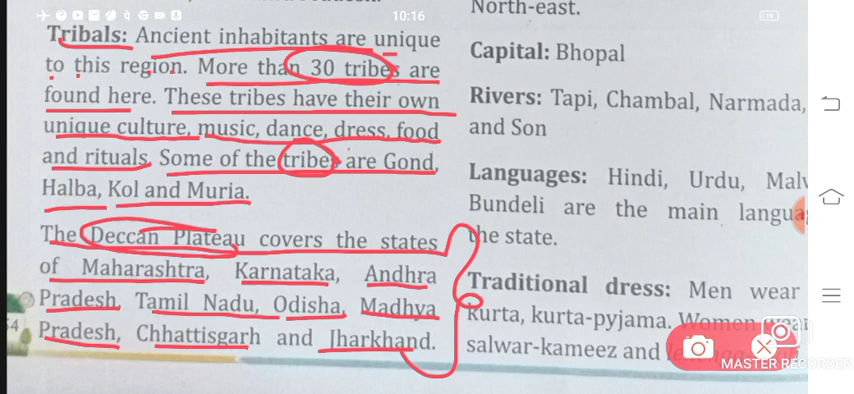 10:16
Tribals: Ancient inhabitants are unique
to this region. More than 30 tribes are
found here. These tribes have their own
unique culture, music, dance, dress, food
and rituals. Some of the tribes are Gond,
Halba, Kol and Muria.
The Deccan Plateau covers the states
of Maharashtra, Karnataka, Andhra
Pradesh, Tamil Nadu, Odisha, Madhya
Pradesh, Chhattisgarh and Jharkhand.
North-east.
Capital: Bhopal
Rivers: Tapi, Chambal, Narmada,
and Son
Languages: Hindi, Urdu,
Bundeli are the main
the state.
Traditional dress: Men wear
kurta, kurta-pyjama. Women
salwar-kameez and
MASTER RECORDER